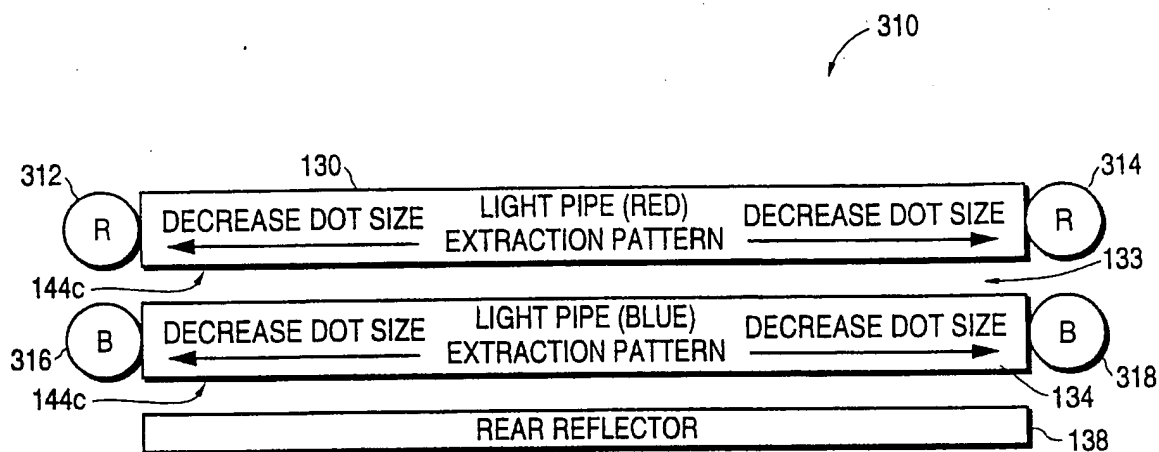 310
312
130
314
R
DECREASE DOT SIZE
LIGHT PIPE (RED)
EXTRACTION PATTERN
DECREASE DOT SIZE
R
144c
133
316
B
DECREASE DOT SIZE
LIGHT PIPE (BLUE)
EXTRACTION PATTERN
DECREASE DOT SIZE
B
318
144c
134
REAR REFLECTOR
138